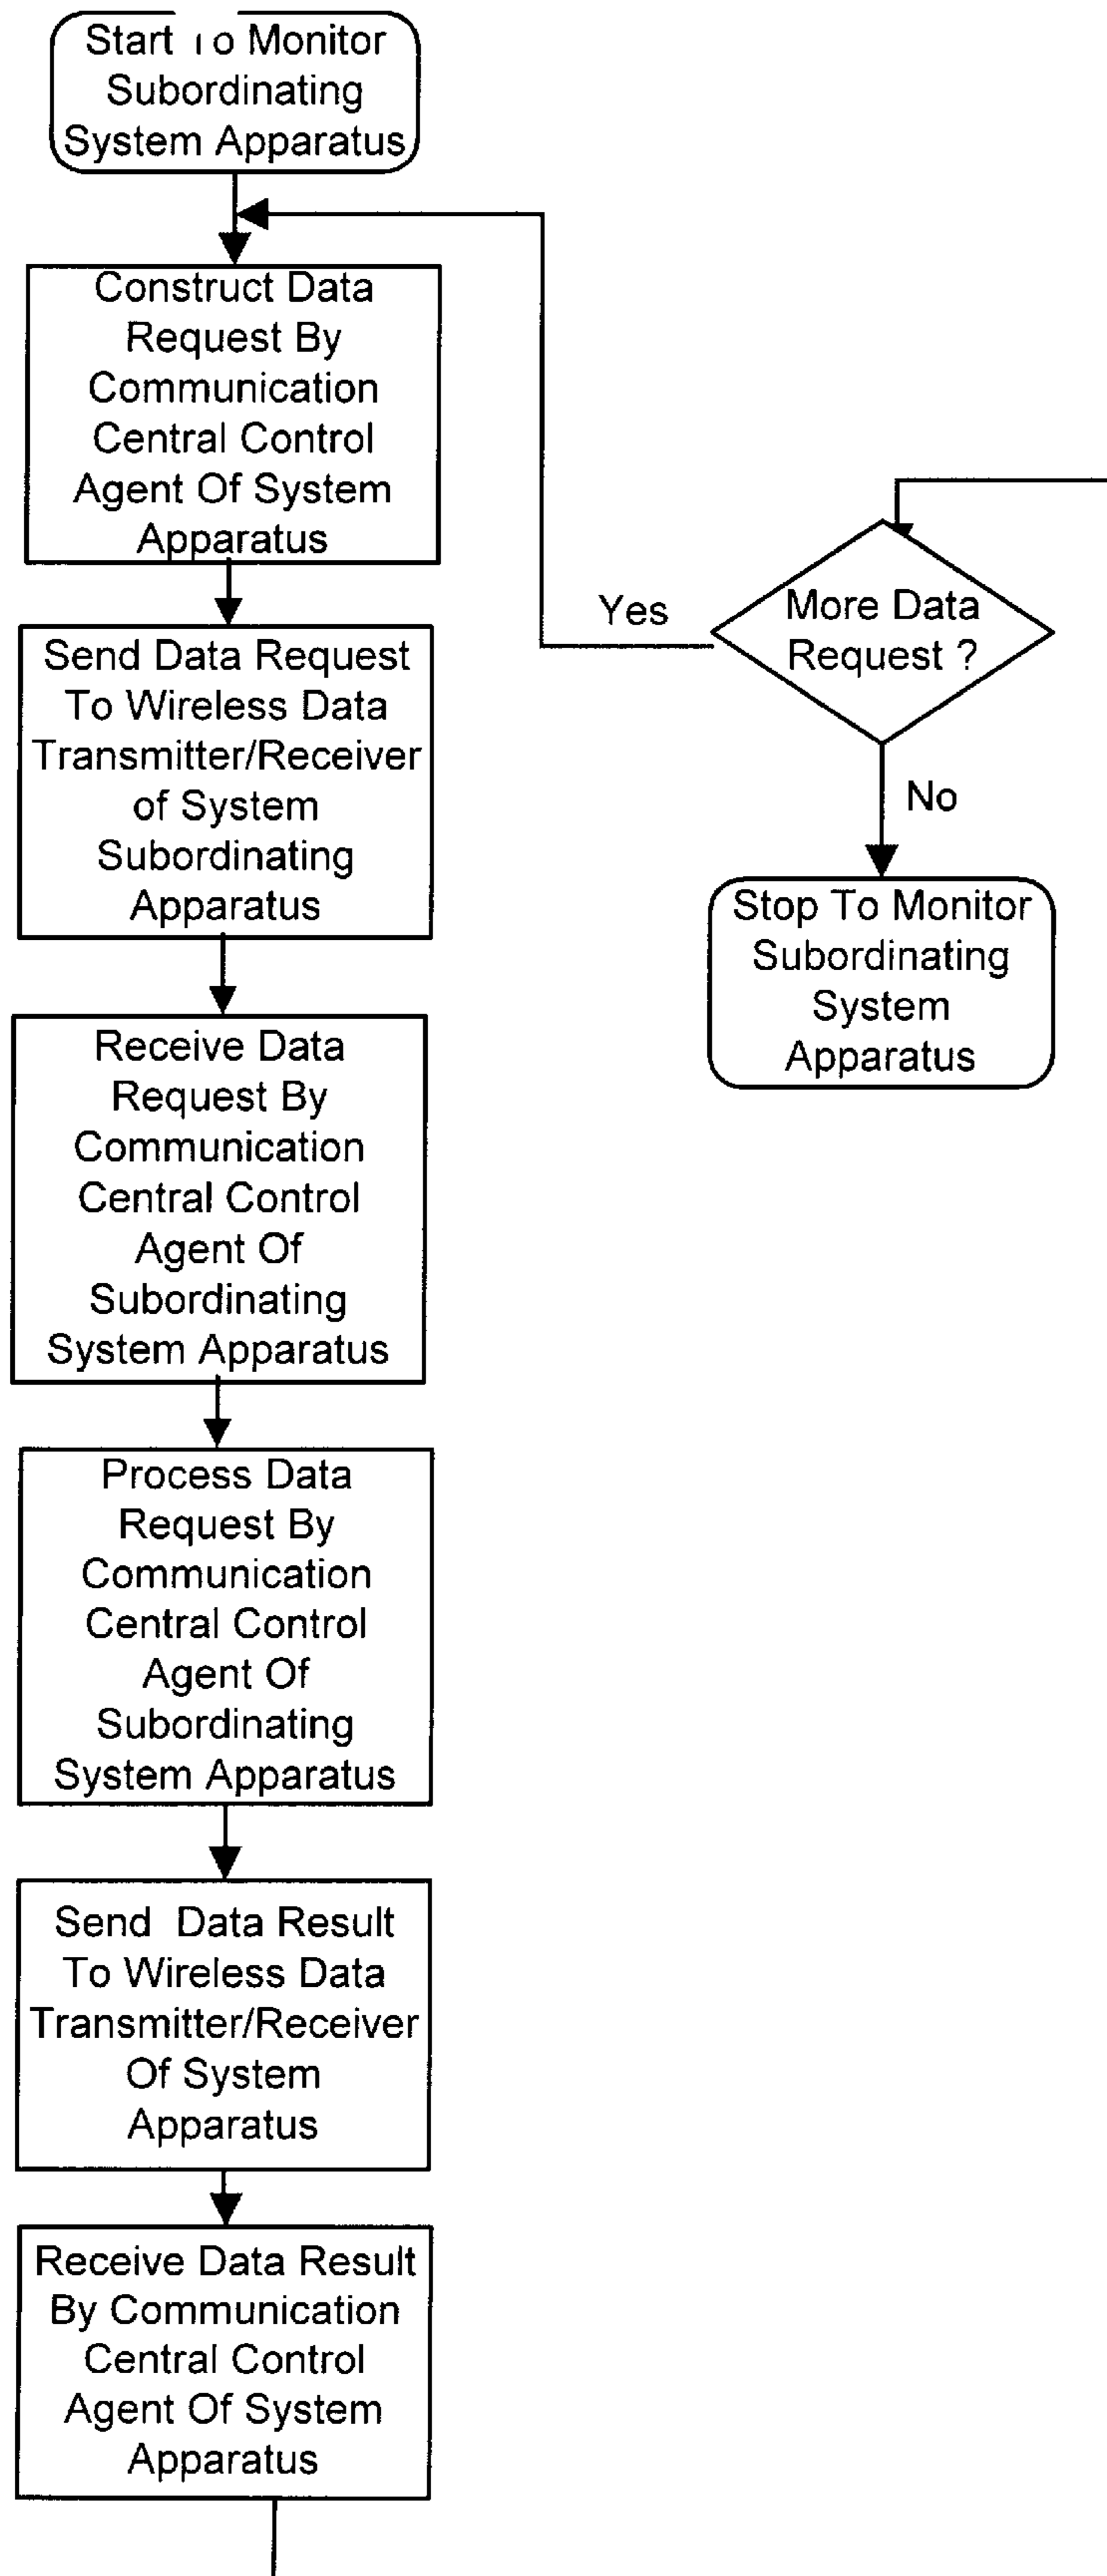 Start To Monitor
Subordinating
System Apparatus
Construct Data
Request By
Communication
Central Control
Agent Of System
Apparatus
Send Data Request
To Wireless Data
Transmitter/Receiver
of System
Subordinating
Apparatus
Receive Data
Request By
Communication
Central Control
Agent Of
Subordinating
System Apparatus
Process Data
Request By
Communication
Central Control
Agent Of
Subordinating
System Apparatus
Send Data Result
To Wireless Data
Transmitter/Receiver
Of System
Apparatus
Receive Data Result
By Communication
Central Control
Agent Of System
Apparatus
Yes
More Data
Request ?
No
Stop To Monitor
Subordinating
System
Apparatus